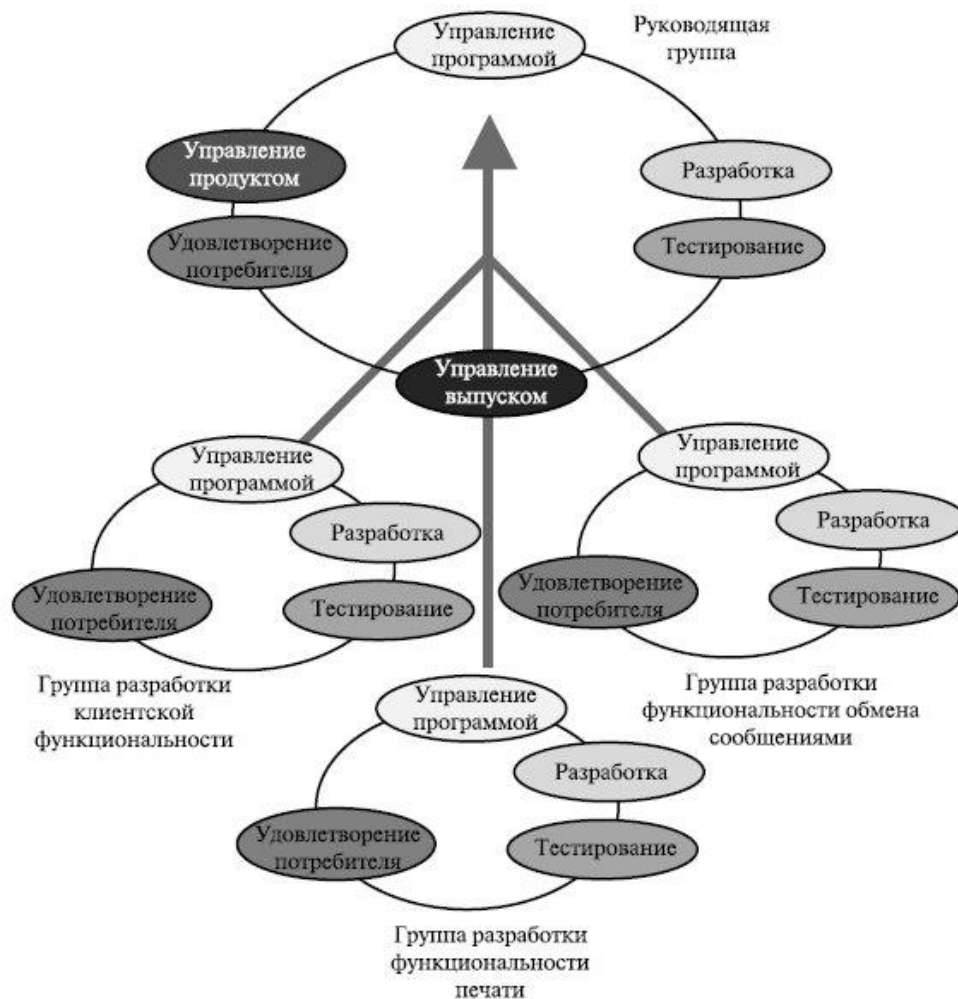 Управление
программой
Руководящая
группа
Управление
продуктом
Разработка
Удовлетворение
потребителя
Тестирование
Управление
выпуском
Управление
программой
Разработка
Удовлетворение
потребителя
Тестирование
Группа разработки
клиентской
функциональности
Управление
программой
Разработка
Удовлетворение
потребителя
Тестирование
Группа разработки
функциональности обмена
сообщениями
Управление
программой
Разработка
Удовлетворение
потребителя
Тестирование
Группа разработки
функциональности
печати